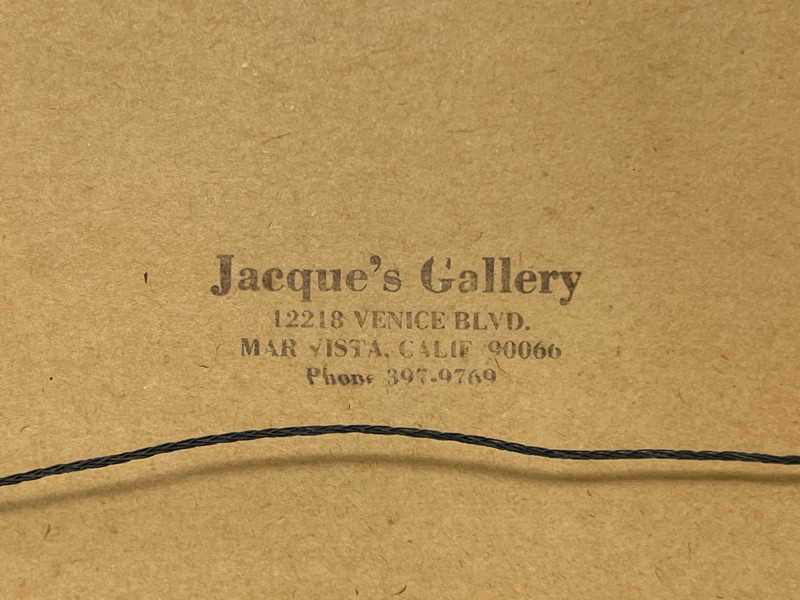 Jacque's Gallery
12218 VENICE BLVD.
MAR VISTA, CALIF 90066
Phone 397-9769